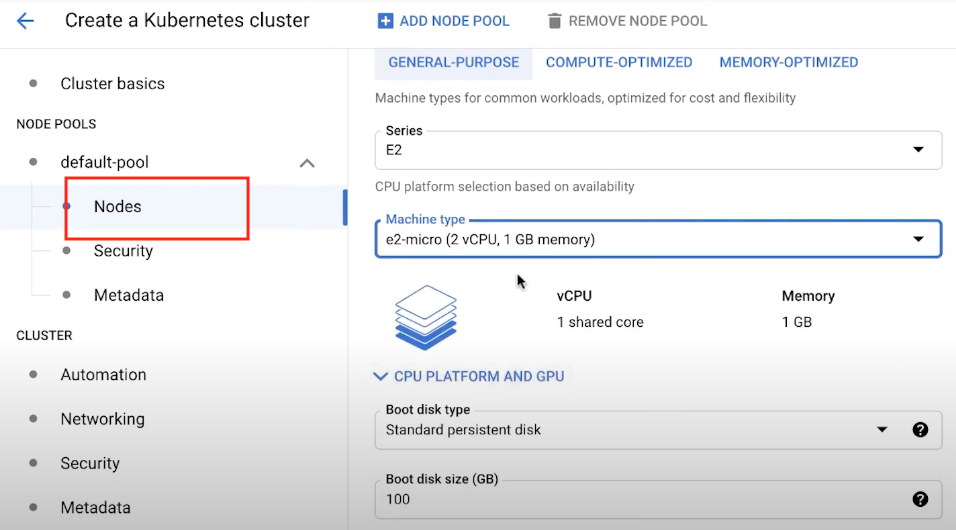 Create a Kubernetes cluster
ADD NODE POOL
REMOVE NODE POOL
Cluster basics
NODE POOLS
default-pool
Nodes
Security
Metadata
CLUSTER
Automation
Networking
Security
Metadata
GENERAL-PURPOSE COMPUTE-OPTIMIZED MEMORY-OPTIMIZED
Machine types for common workloads, optimized for cost and flexibility
Series
E2
CPU platform selection based on availability
Machine type
e2-micro (2 vCPU, 1 GB memory)
vCPU Memory
1 shared core 1 GB
CPU PLATFORM AND GPU
Boot disk type
Standard persistent disk
Boot disk size (GB)
100